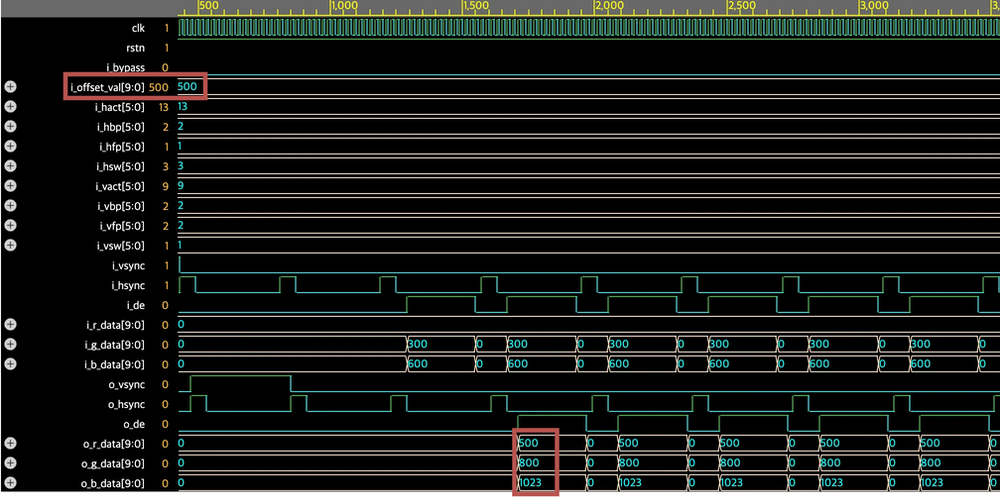 500 1,000 1,500 2,000 2,500 3,000 3,
clk 1
rstn 1
i_bypass 0
i_offset_val[9:0] 500 500
i_hact[5:0] 13 13
i_hbp[5:0] 2 2
i_hfp[5:0] 1 1
i_hsw[5:0] 3 3
i_vact[5:0] 9 9
i_vbp[5:0] 2 2
i_vfp[5:0] 2 2
i_vsw[5:0] 1 1
i_vsync 1
i_hsync 1
i_de 0
i_r_data[9:0] 0 0
i_g_data[9:0] 0 0 300 0 300 0 300 0 300 0 300 0 300 0
i_b_data[9:0] 0 0 600 0 600 0 600 0 600 0 600 0 600 0
o_vsync 0
o_hsync 0
o_de 0
o_r_data[9:0] 0 0 500 0 500 0 500 0 500 0 500 0
o_g_data[9:0] 0 0 800 0 800 0 800 0 800 0 800 0
o_b_data[9:0] 0 0 1023 0 1023 0 1023 0 1023 0 1023 0